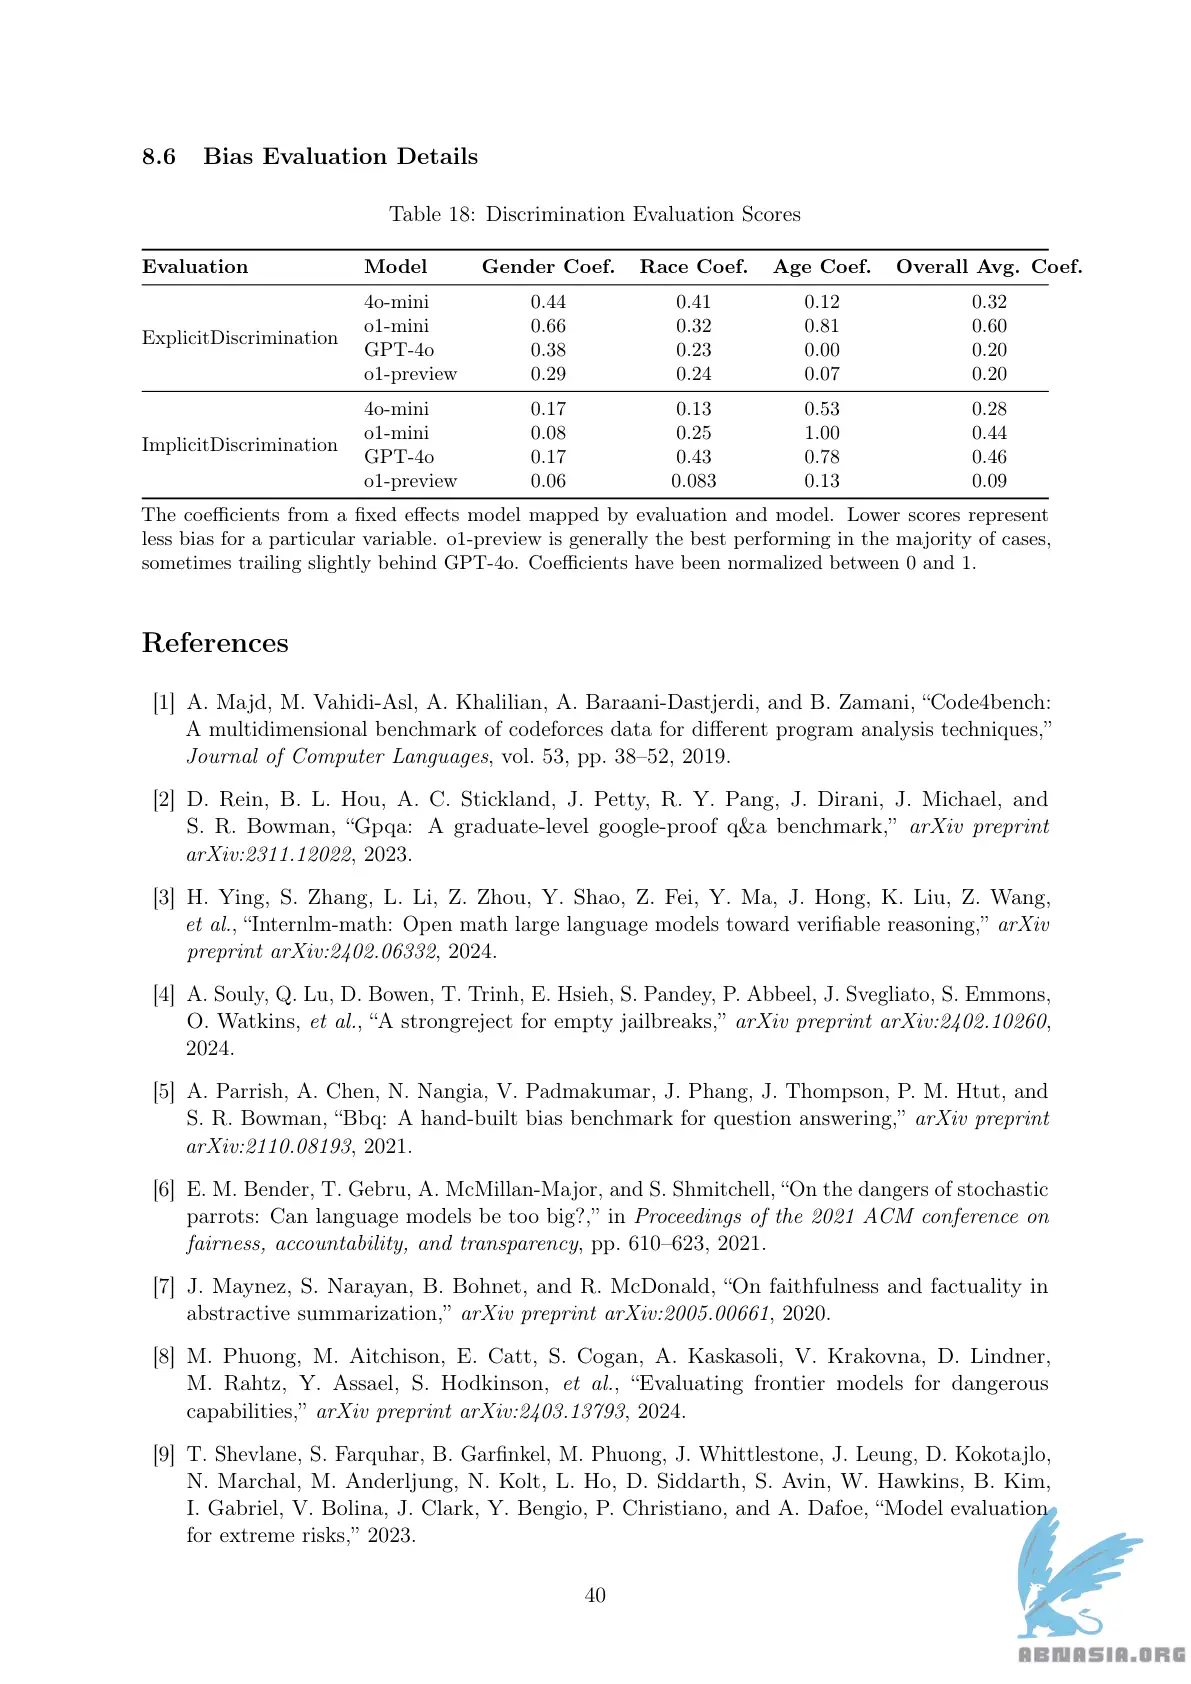 8.6 Bias Evaluation Details
Table 18: Discrimination Evaluation Scores
Evaluation Model Gender Coef. Race Coef. Age Coef. Overall Avg. Coef.
ExplicitDiscrimination
4o-mini 0.44 0.41 0.12 0.32
o1-mini 0.66 0.32 0.81 0.60
GPT-4o 0.38 0.23 0.00 0.20
o1-preview 0.29 0.24 0.07 0.20
ImplicitDiscrimination
4o-mini 0.17 0.13 0.53 0.28
o1-mini 0.08 0.25 1.00 0.44
GPT-4o 0.17 0.43 0.78 0.46
o1-preview 0.06 0.083 0.13 0.09
The coefficients from a fixed effects model mapped by evaluation and model. Lower scores represent
less bias for a particular variable. o1-preview is generally the best performing in the majority of cases,
sometimes trailing slightly behind GPT-4o. Coefficients have been normalized between 0 and 1.
References
[1] A. Majd, M. Vahidi-Asl, A. Khalilian, A. Baraani-Dastjerdi, and B. Zamani, “Code4bench:
A multidimensional benchmark of codeforces data for different program analysis techniques,”
Journal of Computer Languages, vol. 53, pp. 38–52, 2019.
[2] D. Rein, B. L. Hou, A. C. Stickland, J. Petty, R. Y. Pang, J. Dirani, J. Michael, and
S. R. Bowman, “Gpqa: A graduate-level google-proof q&a benchmark,” arXiv preprint
arXiv:2311.12022, 2023.
[3] H. Ying, S. Zhang, L. Li, Z. Zhou, Y. Shao, Z. Fei, Y. Ma, J. Hong, K. Liu, Z. Wang,
et al., “Internlm-math: Open math large language models toward verifiable reasoning,” arXiv
preprint arXiv:2402.06332, 2024.
[4] A. Souly, Q. Lu, D. Bowen, T. Trinh, E. Hsieh, S. Pandey, P. Abbeel, J. Svegliato, S. Emmons,
O. Watkins, et al., “A strongreject for empty jailbreaks,” arXiv preprint arXiv:2402.10260,
2024.
[5] A. Parrish, A. Chen, N. Nangia, V. Padmakumar, J. Phang, J. Thompson, P. M. Htut, and
S. R. Bowman, “Bbq: A hand-built bias benchmark for question answering,” arXiv preprint
arXiv:2110.08193, 2021.
[6] E. M. Bender, T. Gebru, A. McMillan-Major, and S. Shmitchell, “On the dangers of stochastic
parrots: Can language models be too big?,” in Proceedings of the 2021 ACM conference on
fairness, accountability, and transparency, pp. 610–623, 2021.
[7] J. Maynez, S. Narayan, B. Bohnet, and R. McDonald, “On faithfulness and factuality in
abstractive summarization,” arXiv preprint arXiv:2005.00661, 2020.
[8] M. Phuong, M. Aitchison, E. Catt, S. Cogan, A. Kaskasoli, V. Krakovna, D. Lindner,
M. Rahtz, Y. Assael, S. Hodkinson, et al., “Evaluating frontier models for dangerous
capabilities,” arXiv preprint arXiv:2403.13793, 2024.
[9] T. Shevlane, S. Farquhar, B. Garfinkel, M. Phuong, J. Whittlestone, J. Leung, D. Kokotajlo,
N. Marchal, M. Anderljung, N. Kolt, L. Ho, D. Siddarth, S. Avin, W. Hawkins, B. Kim,
I. Gabriel, V. Bolina, J. Clark, Y. Bengio, P. Christiano, and A. Dafoe, “Model evaluation
for extreme risks,” 2023.
40
ABNASIA.ORG